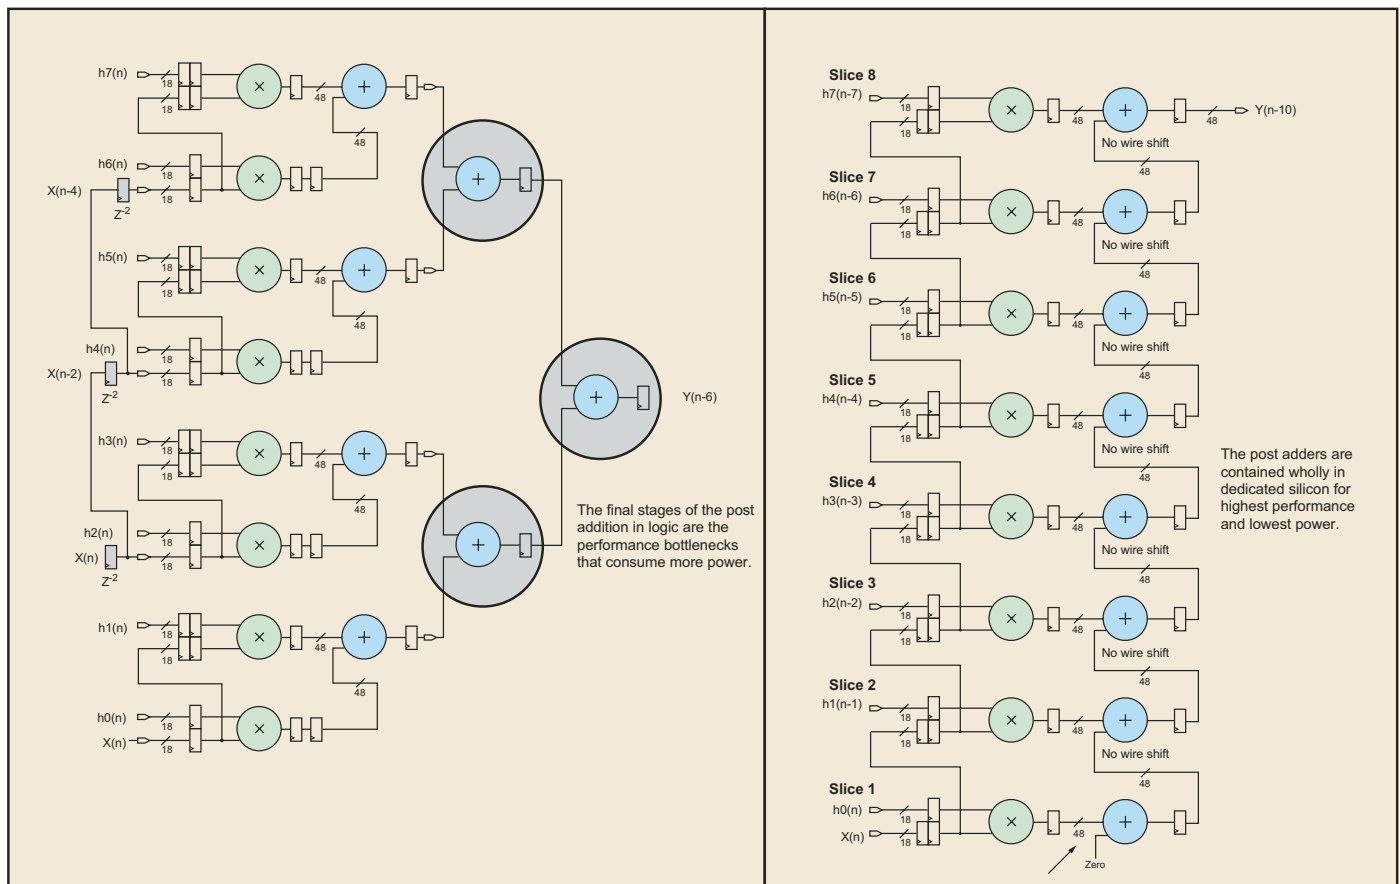 h7(n)
18
18
48
48
h6(n)
18
X(n-4)
18
Z-2
h5(n)
18
18
48
48
h4(n)
18
X(n-2)
18
Z-2
h3(n)
18
18
48
48
h2(n)
18
X(n)
18
Z-2
h1(n)
18
18
48
48
h0(n)
18
X(n)
18
Y(n-6)
The final stages of the post
addition in logic are the
performance bottlenecks
that consume more power.
Slice 8
h7(n-7)
18
18
48
48
Y(n-10)
No wire shift
48
Slice 7
h6(n-6)
18
18
48
No wire shift
48
Slice 6
h5(n-5)
18
18
48
No wire shift
48
Slice 5
h4(n-4)
18
18
48
No wire shift
48
Slice 4
h3(n-3)
18
18
48
No wire shift
48
Slice 3
h2(n-2)
18
18
48
No wire shift
48
Slice 2
h1(n-1)
18
18
48
No wire shift
48
Slice 1
h0(n)
18
X(n)
18
48
Zero
The post adders are
contained wholly in
dedicated silicon for
highest performance
and lowest power.